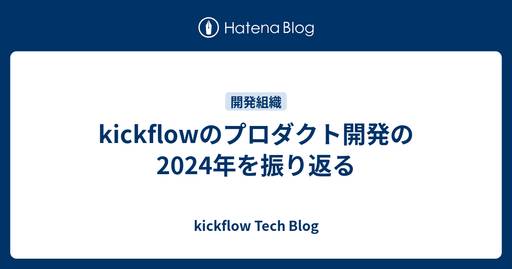 Hatena Blog
開発組織
kickflowのプロダクト開発の
2024年を振り返る
kickflow Tech Blog